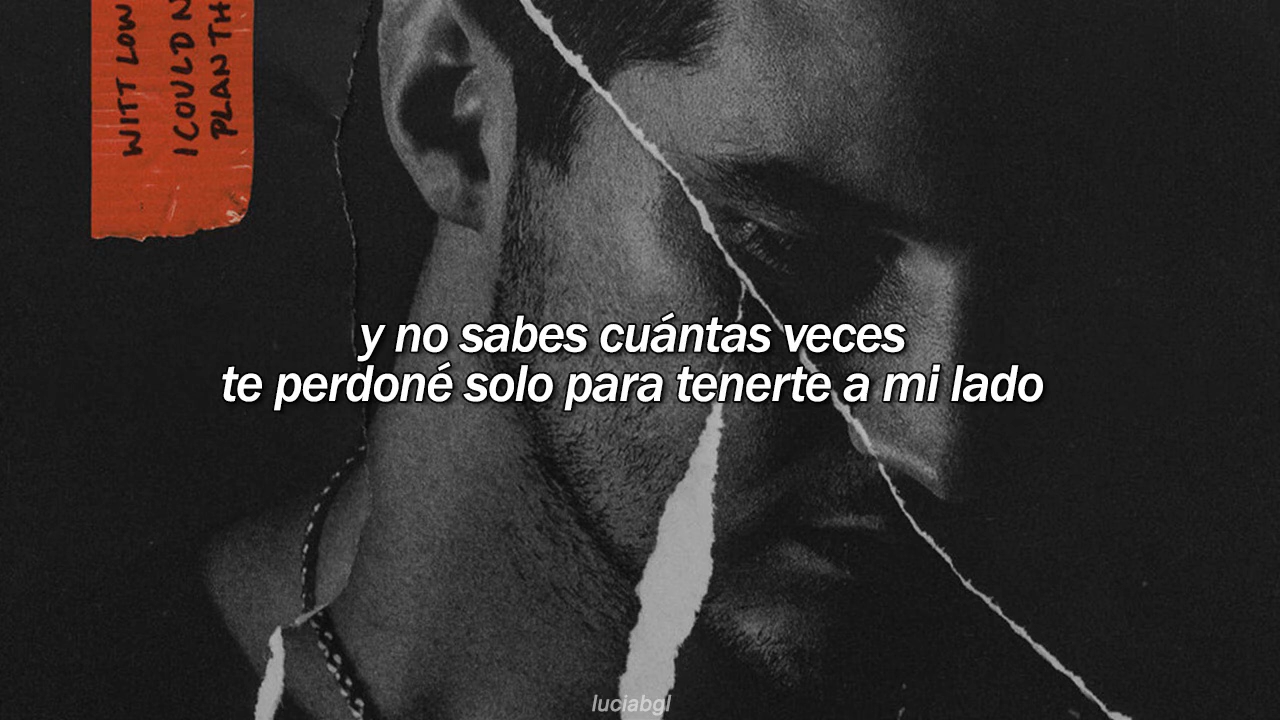 WITT LOW
I COULD N
PLAN TH
y no sabes cuántas veces
te perdoné solo para tenerte a mi lado
luciabgl